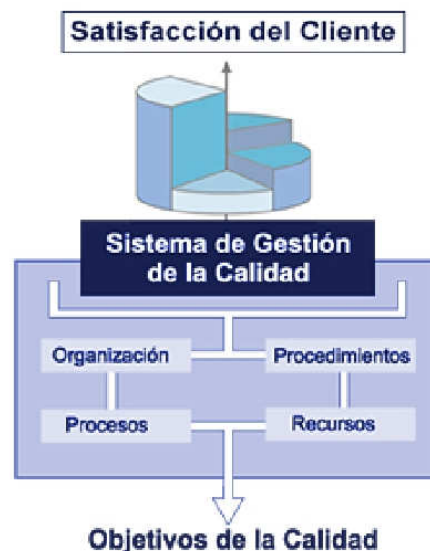 Satisfacción del Cliente
Sistema de Gestión
de la Calidad
Organización
Procedimientos
Procesos
Recursos
Objetivos de la Calidad